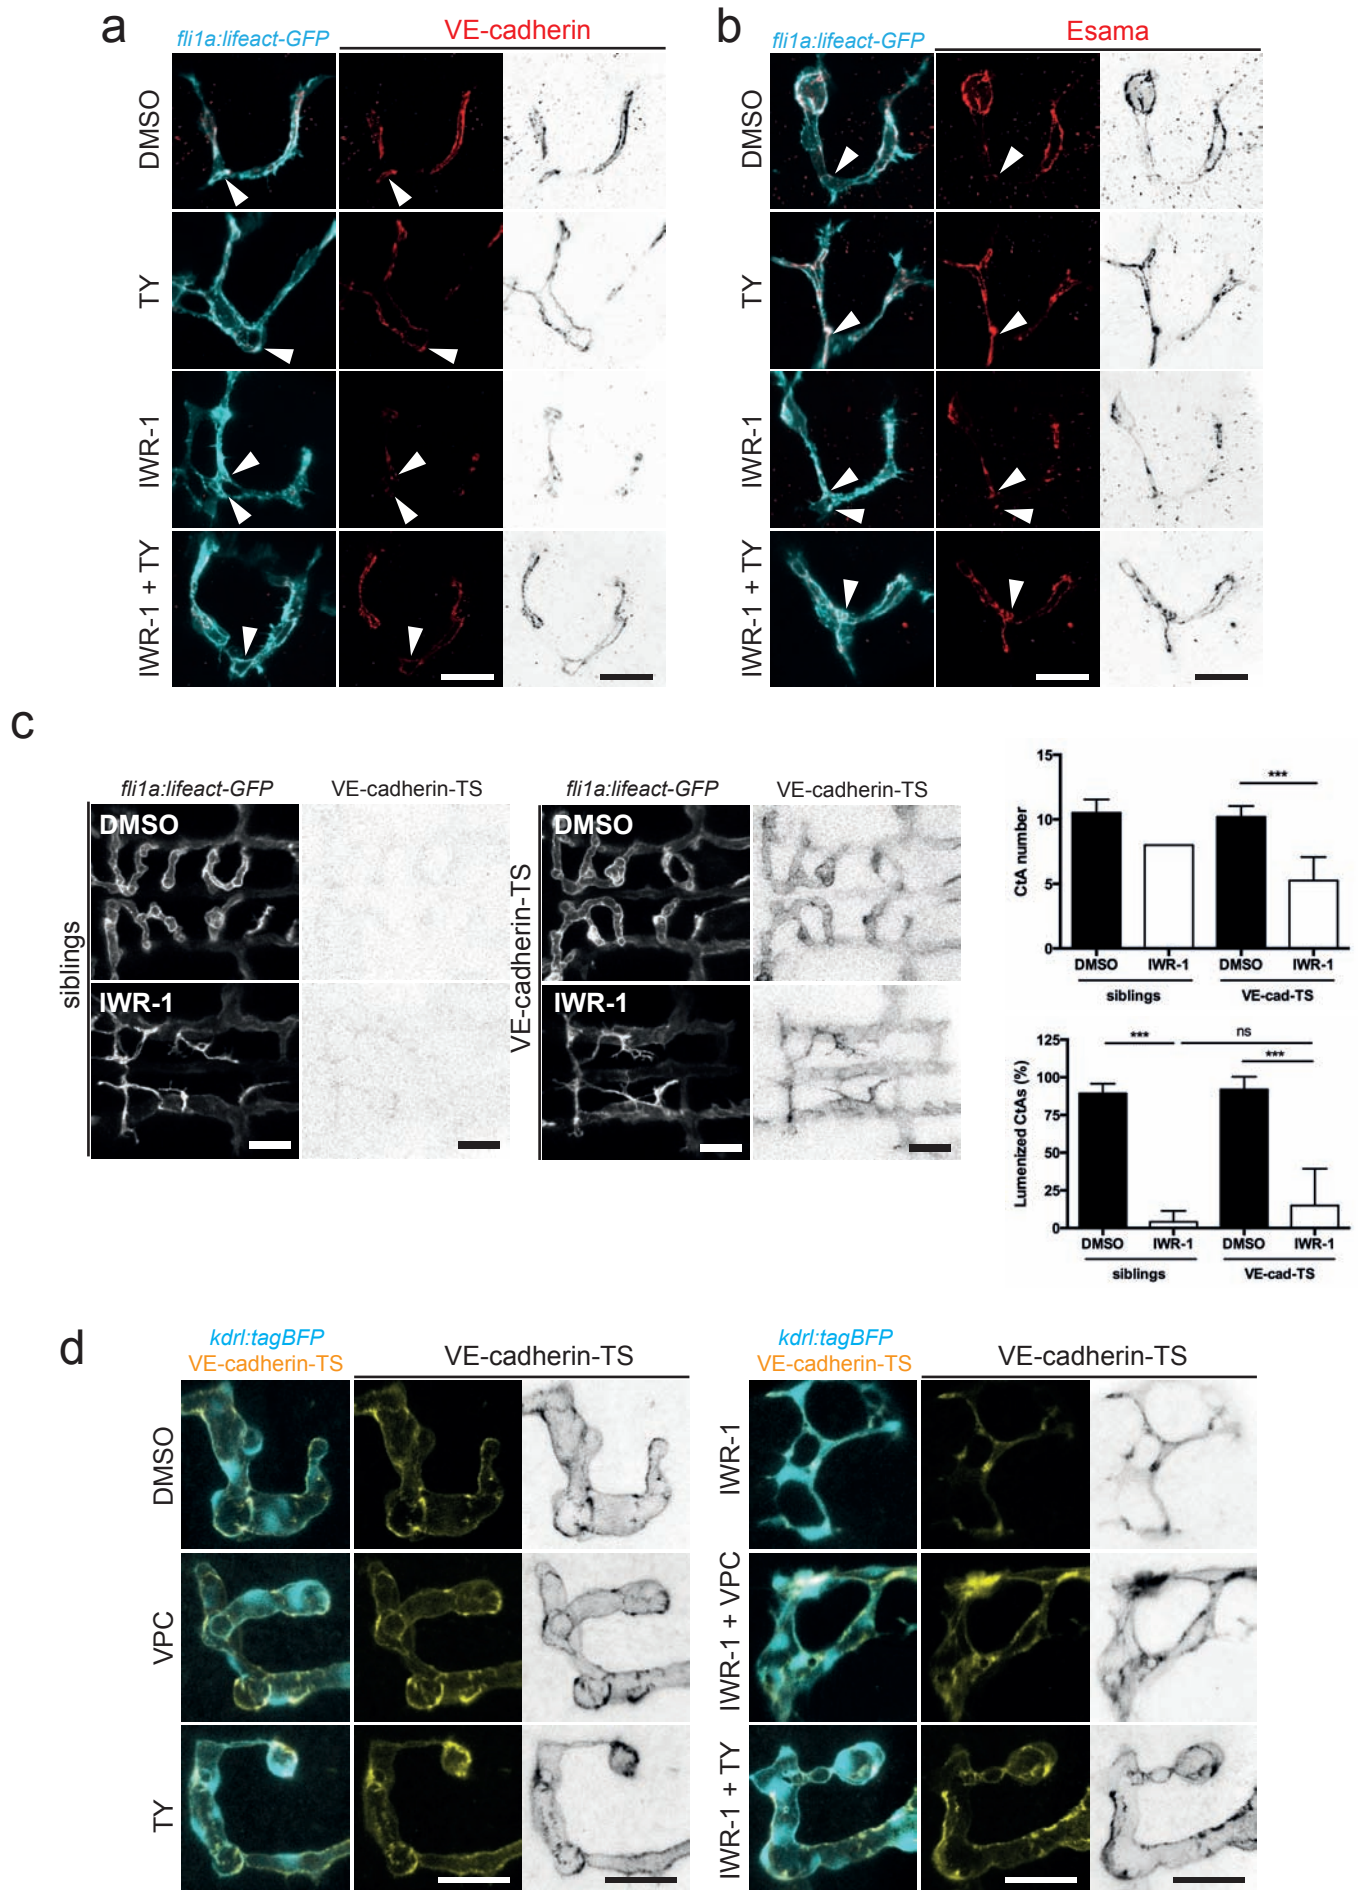 a
fli1a:lifeact-GFP
VE-cadherin
DMSO
TY
IWR-1
IWR-1 + TY
b
fli1a:lifeact-GFP
Esama
DMSO
TY
IWR-1
IWR-1 + TY
c
siblings
fli1a:lifeact-GFP
VE-cadherin-TS
DMSO
IWR-1
VE-cadherin-TS
fli1a:lifeact-GFP
VE-cadherin-TS
DMSO
IWR-1
CtA number
15
10
5
0
***
DMSO
IWR-1
DMSO
IWR-1
siblings
VE-cad-TS
Lumenized CtAs (%)
125
100
75
50
25
0
***
ns
***
DMSO
IWR-1
DMSO
IWR-1
siblings
VE-cad-TS
d
kdrl:tagBFP
VE-cadherin-TS
VE-cadherin-TS
DMSO
VPC
TY
kdrl:tagBFP
VE-cadherin-TS
VE-cadherin-TS
IWR-1
IWR-1 + VPC
IWR-1 + TY